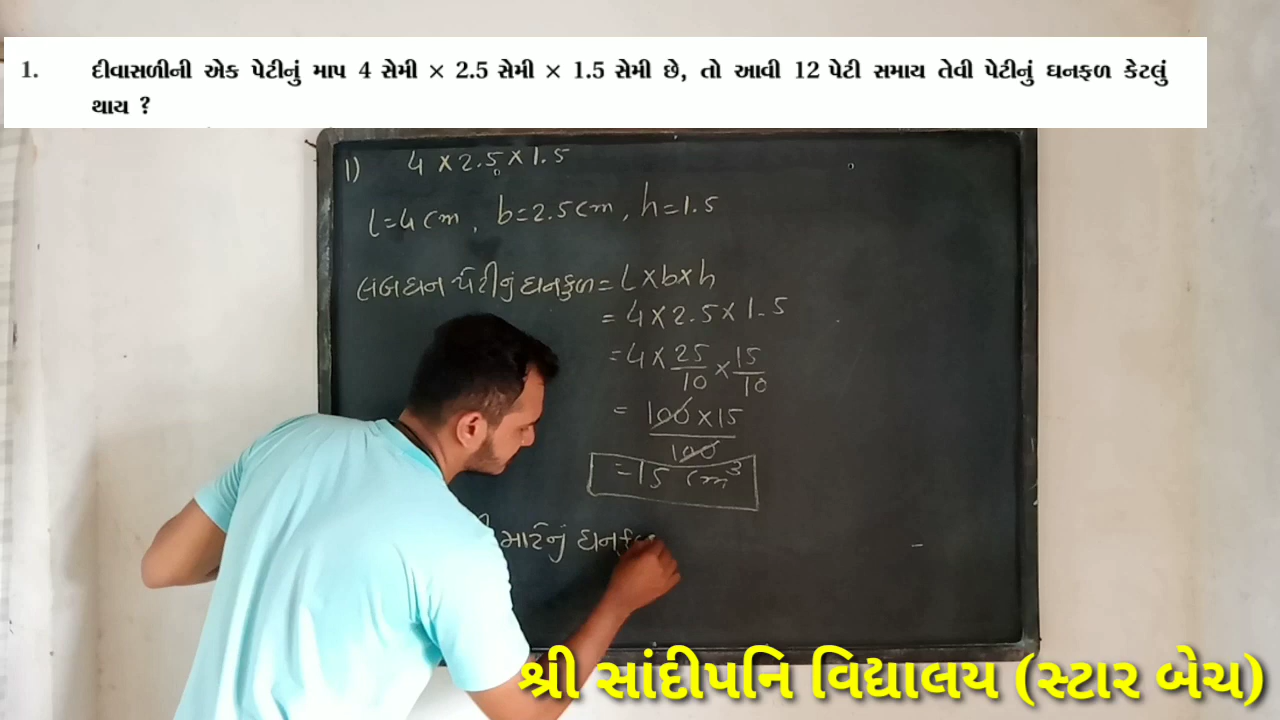 1. દીવાસળીની એક પેટીનું માપ 4 સેમી × 2.5 સેમી × 1.5 સેમી છે, તો આવી 12 પેટી સમાય તેવી પેટીનું ઘનફળ કેટલું
થાય ?
1) 4 × 2.5 × 1.5
l = 4 cm, b = 2.5 cm, h = 1.5
લંબઘન પેટીનું ઘનફળ = l × b × h
= 4 × 2.5 × 1.5
= 4 × 25/10 × 15/10
= 100 × 15 / 100
= 15 cm³
માટેનું
શ્રી સાંદીપનિ વિદ્યાલય (સ્ટાર બેચ)